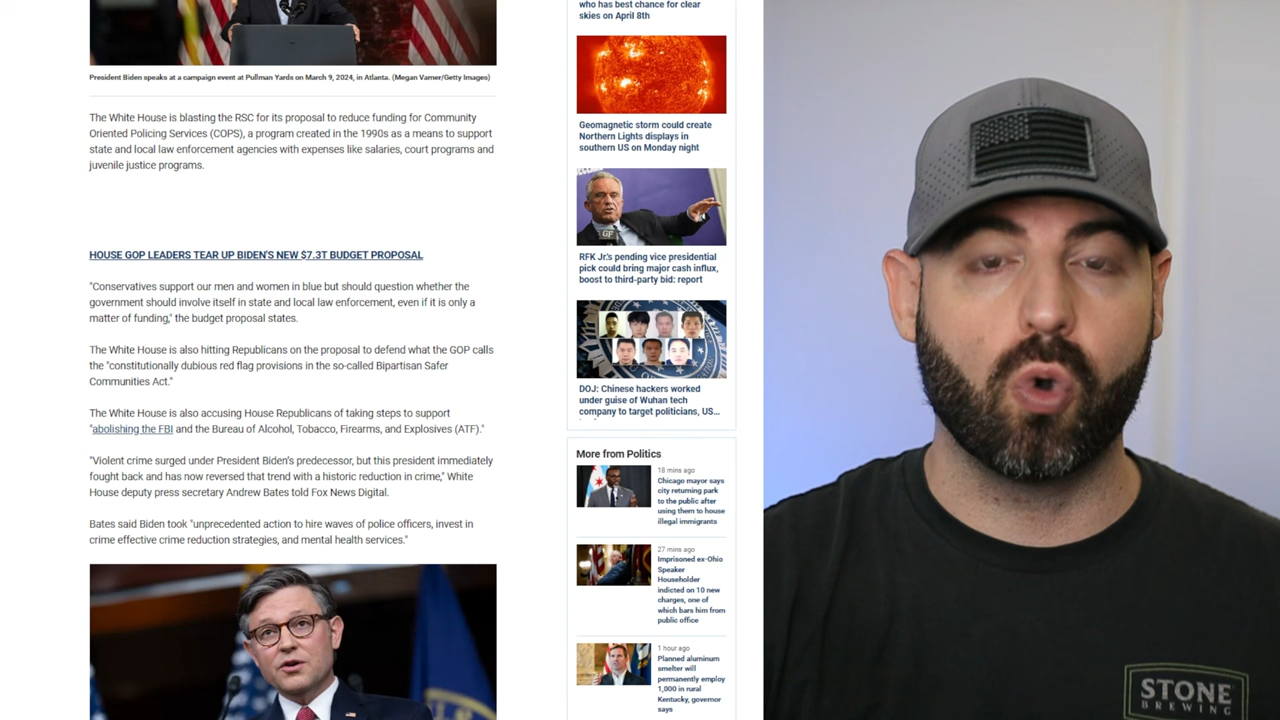 President Biden speaks at a campaign event at Pullman Yards on March 9, 2024, in Atlanta. (Megan Varner/Getty Images)
The White House is blasting the RSC for its proposal to reduce funding for Community
Oriented Policing Services (COPS), a program created in the 1990s as a means to support
state and local law enforcement agencies with expenses like salaries, court programs and
juvenile justice programs.
HOUSE GOP LEADERS TEAR UP BIDEN'S NEW $7.3T BUDGET PROPOSAL
"Conservatives support our men and women in blue but should question whether the
government should involve itself in state and local law enforcement, even if it is only a
matter of funding," the budget proposal states.
The White House is also hitting Republicans on the proposal to defend what the GOP calls
the "constitutionally dubious red flag provisions in the so-called Bipartisan Safer
Communities Act."
The White House is also accusing House Republicans of taking steps to support
"abolishing the FBI and the Bureau of Alcohol, Tobacco, Firearms, and Explosives (ATF)."
"Violent crime surged under President Biden's predecessor, but this president immediately
fought back and has now reversed that trend with a historic reduction in crime," White
House deputy press secretary Andrew Bates told Fox News Digital.
Bates said Biden took "unprecedented action to hire waves of police officers, invest in
crime effective crime reduction strategies, and mental health services."
who has best chance for clear
skies on April 8th
Geomagnetic storm could create
Northern Lights displays in
southern US on Monday night
GF
RFK Jr.'s pending vice presidential
pick could bring major cash influx,
boost to third-party bid: report
DOJ: Chinese hackers worked
under guise of Wuhan tech
company to target politicians, US...
More from Politics
18 mins ago
Chicago mayor says
city returning park
to the public after
using them to house
illegal immigrants
27 mins ago
Imprisoned ex-Ohio
Speaker
Householder
indicted on 10 new
charges, one of
which bars him from
public office
1 hour ago
Planned aluminum
smelter will
permanently employ
1,000 in rural
Kentucky, governor
says
STONE
BREWING